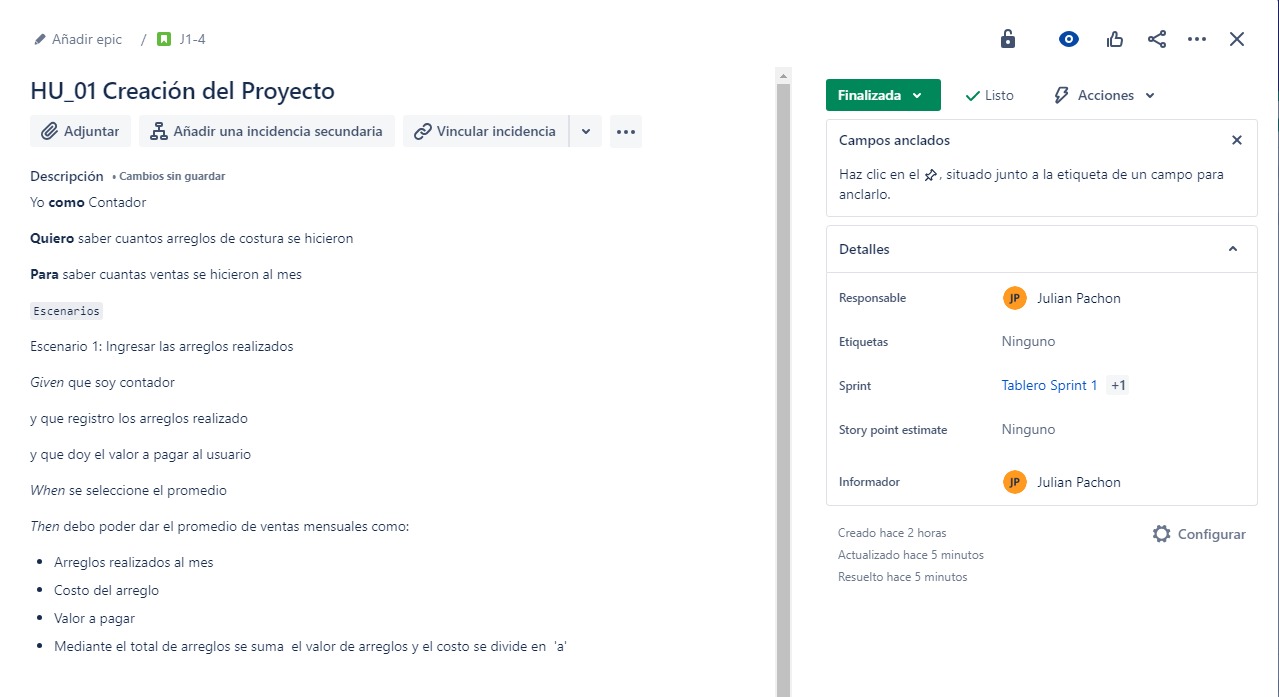 Añadir epic / J1-4
HU_01 Creación del Proyecto
Adjuntar
Añadir una incidencia secundaria
Vincular incidencia
Descripción • Cambios sin guardar
Yo como Contador
Quiero saber cuantos arreglos de costura se hicieron
Para saber cuantas ventas se hicieron al mes
Escenarios
Escenario 1: Ingresar las arreglos realizados
Given que soy contador
y que registro los arreglos realizado
y que doy el valor a pagar al usuario
When se seleccione el promedio
Then debo poder dar el promedio de ventas mensuales como:
• Arreglos realizados al mes
• Costo del arreglo
• Valor a pagar
• Mediante el total de arreglos se suma  el valor de arreglos y el costo se divide en  'a'
Finalizada
Listo
Acciones
Campos anclados
Haz clic en el , situado junto a la etiqueta de un campo para
anclarlo.
Detalles
Responsable
JP Julian Pachon
Etiquetas
Ninguno
Sprint
Tablero Sprint 1 +1
Story point estimate
Ninguno
Informador
JP Julian Pachon
Creado hace 2 horas
Actualizado hace 5 minutos
Resuelto hace 5 minutos
Configurar